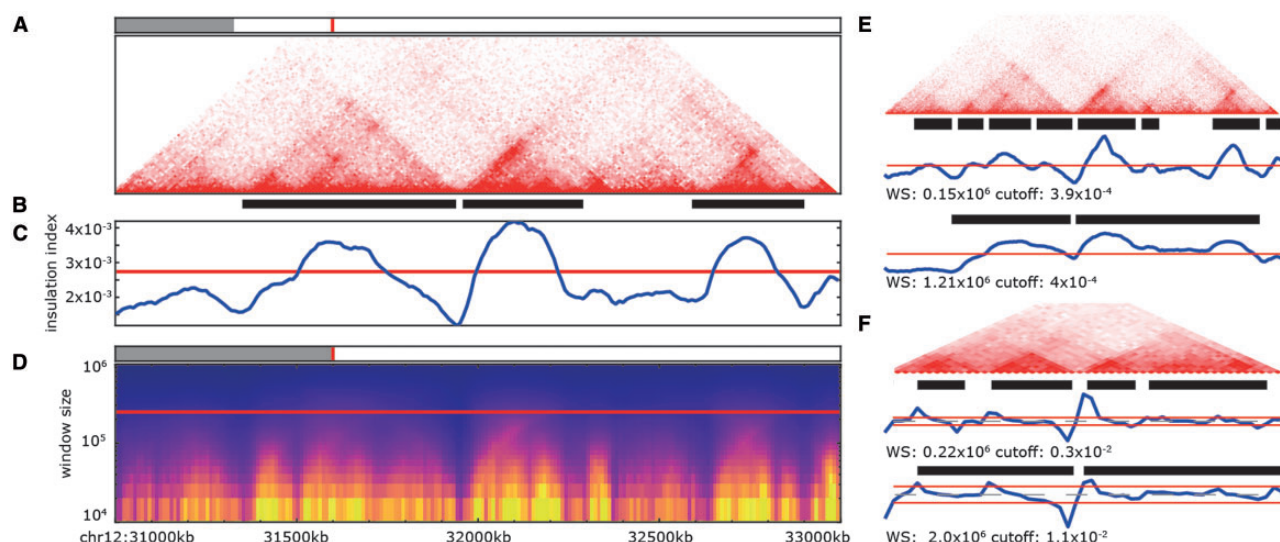 A
B
C
insulation index
4x10⁻³
3x10⁻³
2x10⁻³
D
window size
10⁶
10⁵
10⁴
chr12:31000kb 31500kb 32000kb 32500kb 33000kb
E
WS: 0.15x10⁶ cutoff: 3.9x10⁻⁴
WS: 1.21x10⁶ cutoff: 4x10⁻⁴
F
WS: 0.22x10⁶ cutoff: 0.3x10⁻²
WS: 2.0x10⁶ cutoff: 1.1x10⁻²